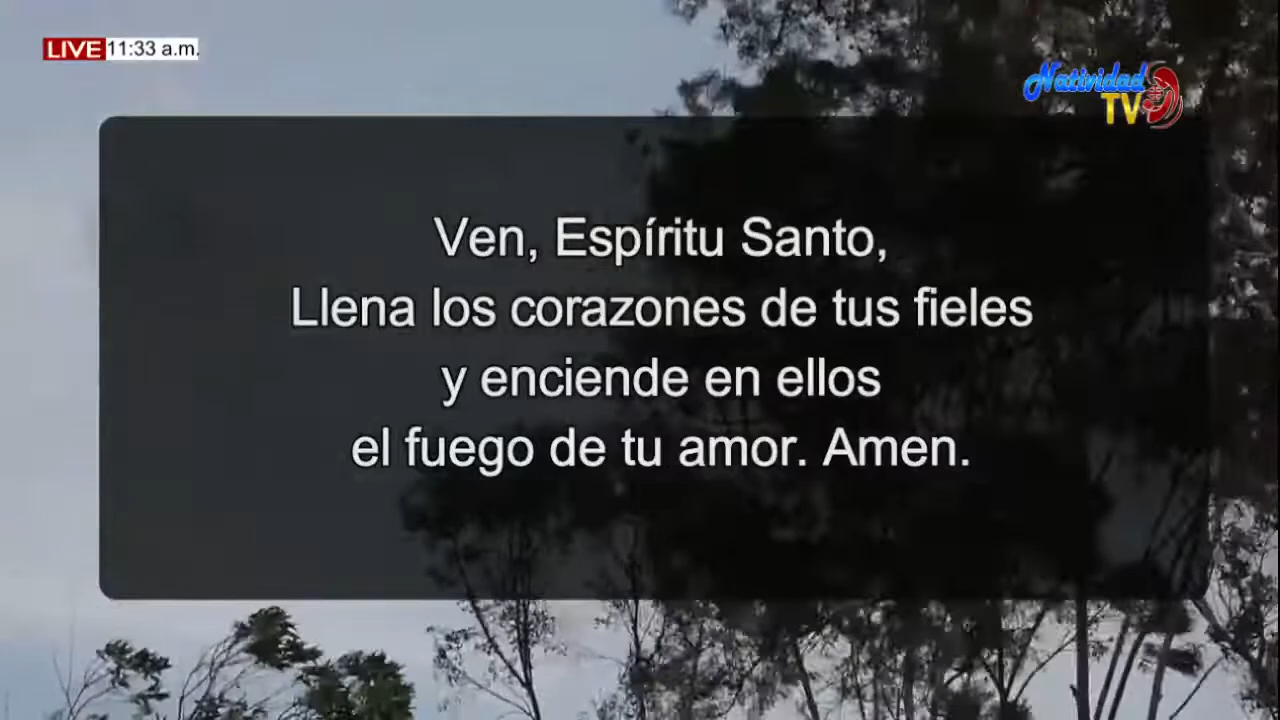 LIVE 11:33 a.m.
Natividad
TV
Ven, Espíritu Santo,
Llena los corazones de tus fieles
y enciende en ellos
el fuego de tu amor. Amen.